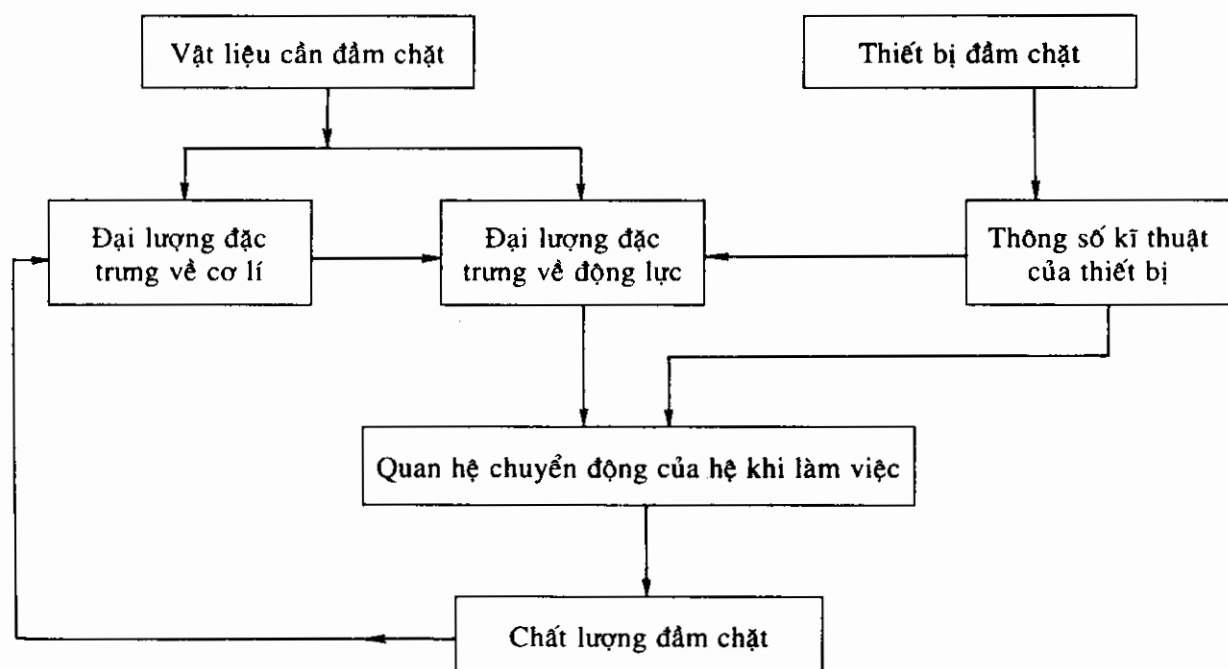 Vật liệu cần đầm chặt
Thiết bị đầm chặt
Đại lượng đặc
trưng về cơ lí
Đại lượng đặc
trưng về động lực
Thông số kĩ thuật
của thiết bị
Quan hệ chuyển động của hệ khi làm việc
Chất lượng đầm chặt